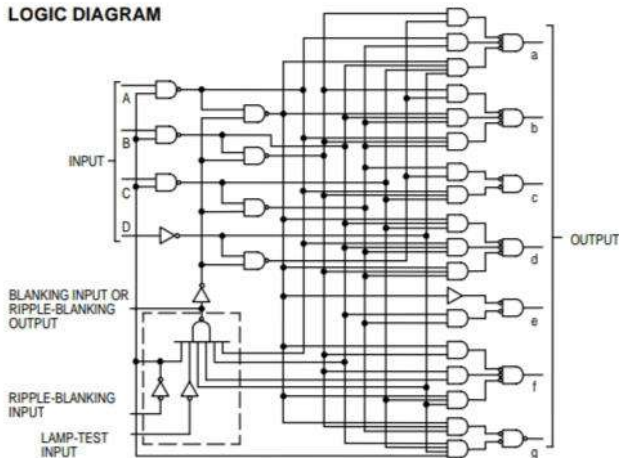 LOGIC DIAGRAM
A
B
INPUT
C
D
BLANKING INPUT OR
RIPPLE-BLANKING
OUTPUT
RIPPLE-BLANKING
INPUT
LAMP-TEST
INPUT
a
b
c
d
OUTPUT
e
f
g